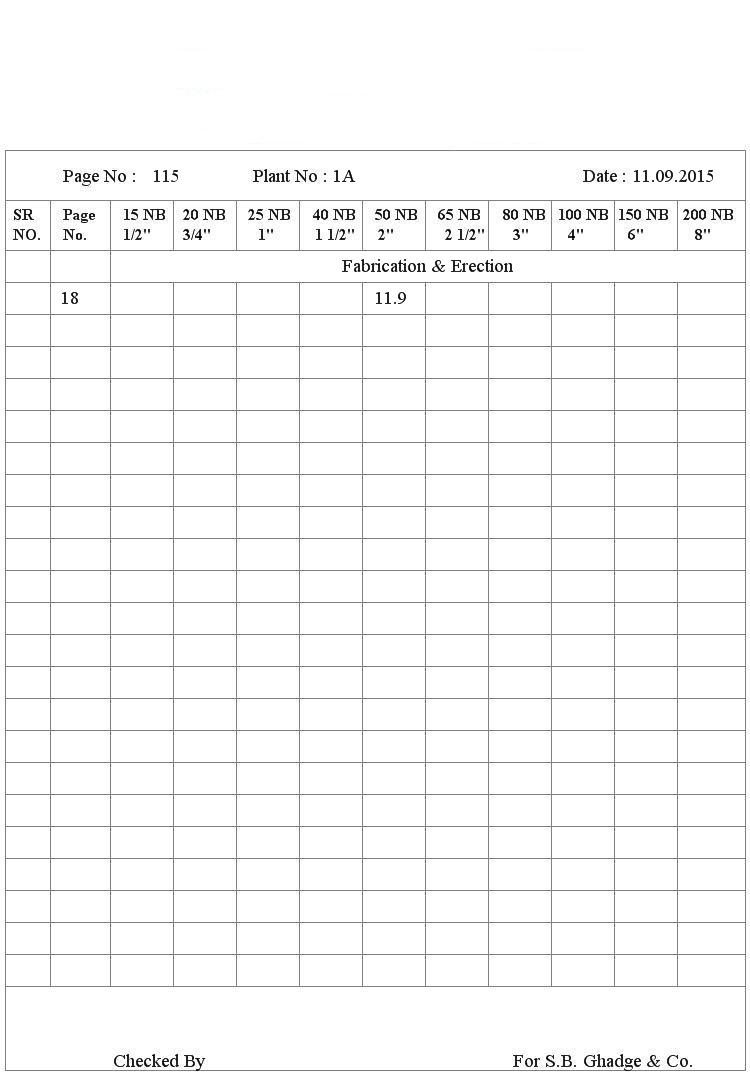 Page No : 115 Plant No : 1A Date : 11.09.2015
SR Page 15 NB 20 NB 25 NB 40 NB 50 NB 65 NB 80 NB 100 NB 150 NB 200 NB
NO. No. 1/2" 3/4" 1" 1 1/2" 2" 2 1/2" 3" 4" 6" 8"
Fabrication & Erection
18 11.9
Checked By For S.B. Ghadge & Co.